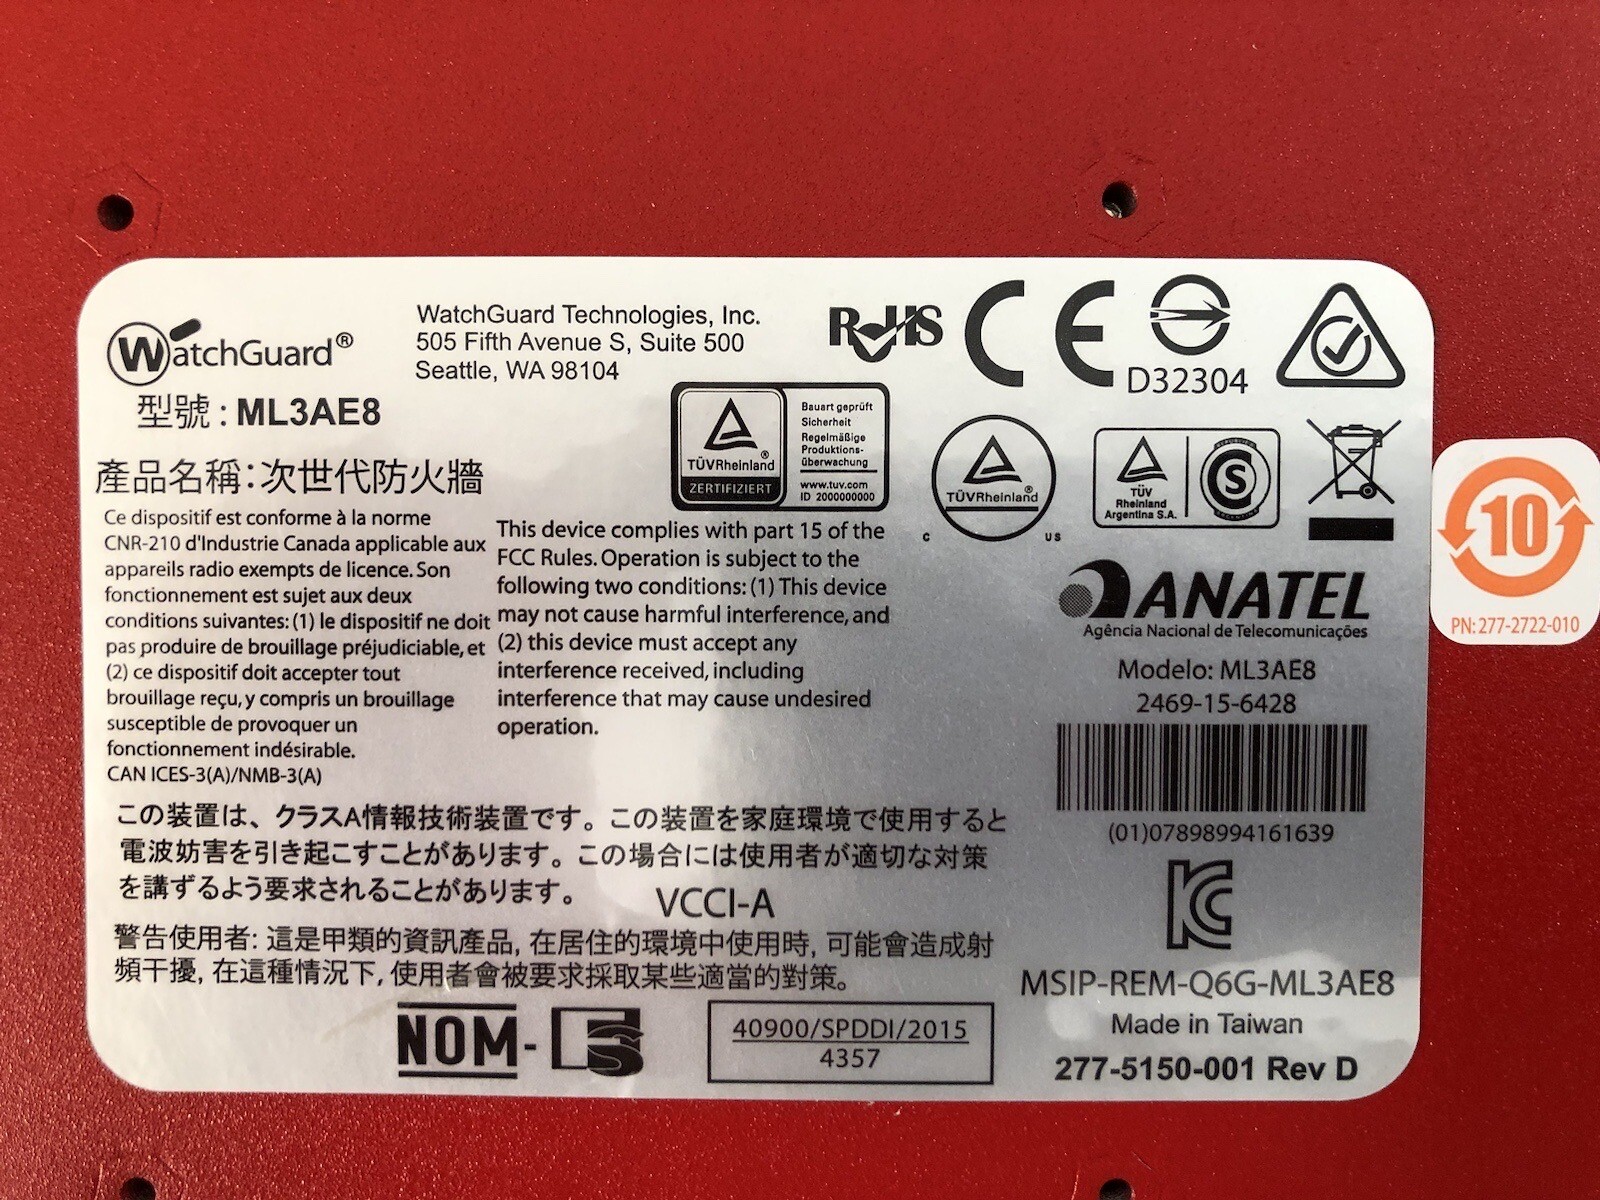 WatchGuard®
WatchGuard Technologies, Inc.
505 Fifth Avenue S, Suite 500
Seattle, WA 98104
RoHS
CE
D32304
型號 : ML3AE8
產品名稱: 次世代防火牆
TÜVRheinland®
ZERTIFIZIERT
Bauart geprüft
Sicherheit
Regelmäßige
Produktions-
überwachung
www.tuv.com
ID 2000000000
TÜVRheinland®
C US
TÜV
Rheinland
Argentina S.A.
S
REPUBLICA
ARGENTINA
10
PN: 277-2722-010
Ce dispositif est conforme à la norme
CNR-210 d'Industrie Canada applicable aux
appareils radio exempts de licence. Son
fonctionnement est sujet aux deux
conditions suivantes: (1) le dispositif ne doit
pas produire de brouillage préjudiciable, et
(2) ce dispositif doit accepter tout
brouillage reçu, y compris un brouillage
susceptible de provoquer un
fonctionnement indésirable.
CAN ICES-3(A)/NMB-3(A)
This device complies with part 15 of the
FCC Rules. Operation is subject to the
following two conditions: (1) This device
may not cause harmful interference, and
(2) this device must accept any
interference received, including
interference that may cause undesired
operation.
ANATEL
Agência Nacional de Telecomunicações
Modelo: ML3AE8
2469-15-6428
(01)07898994161639
この装置は、クラスA情報技術装置です。この装置を家庭環境で使用すると
電波妨害を引き起こすことがあります。この場合には使用者が適切な対策
を講ずるよう要求されることがあります。
VCCI-A
警告使用者: 這是甲類的資訊產品, 在居住的環境中使用時, 可能會造成射
頻干擾, 在這種情況下, 使用者會被要求採取某些適當的對策。
KC
MSIP-REM-Q6G-ML3AE8
Made in Taiwan
277-5150-001 Rev D
NOM-
40900/SPDDI/2015
4357